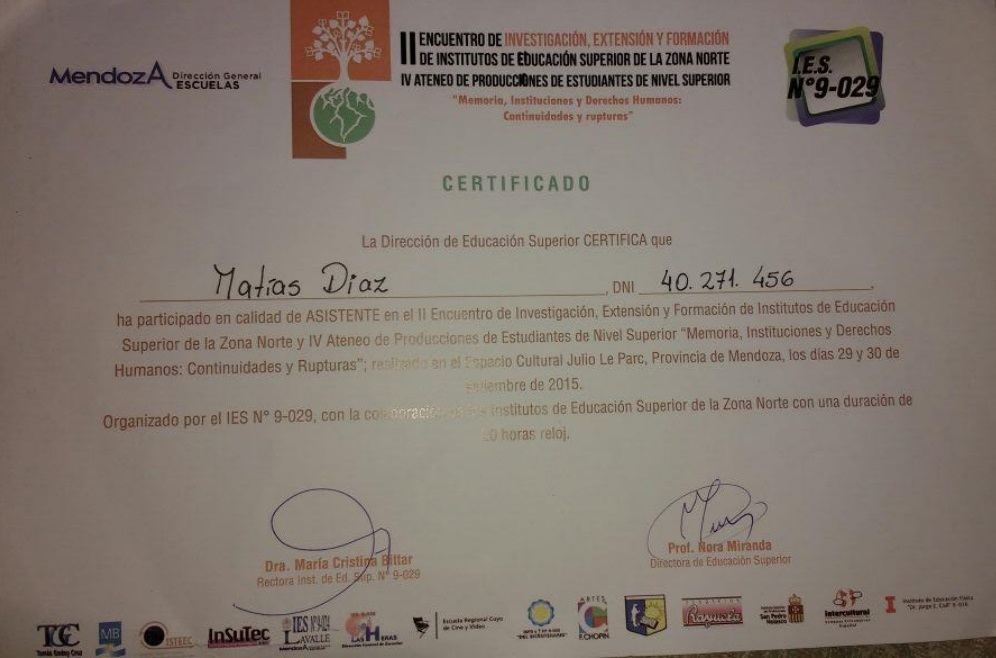 MendozA Dirección General
ESCUELAS
II ENCUENTRO DE INVESTIGACIÓN, EXTENSIÓN Y FORMACIÓN
DE INSTITUTOS DE EDUCACIÓN SUPERIOR DE LA ZONA NORTE
IV ATENEO DE PRODUCCIONES DE ESTUDIANTES DE NIVEL SUPERIOR
"Memoria, Instituciones y Derechos Humanos:
Continuidades y rupturas"
I.E.S.
N°9-029
CERTIFICADO
La Dirección de Educación Superior CERTIFICA que
Matías Díaz, DNI 40.271.456.
ha participado en calidad de ASISTENTE en el II Encuentro de Investigación, Extensión y Formación de Institutos de Educación
Superior de la Zona Norte y IV Ateneo de Producciones de Estudiantes de Nivel Superior "Memoria, Instituciones y Derechos
Humanos: Continuidades y Rupturas"; realizado en el Espacio Cultural Julio Le Parc, Provincia de Mendoza, los días 29 y 30 de
setiembre de 2015.
Organizado por el IES N° 9-029, con la colaboración de los Institutos de Educación Superior de la Zona Norte con una duración de
horas reloj.
Dra. María Cristina Bittar
Rectora Inst. de Ed. Sup. N° 9-029
Prof. Nora Miranda
Directora de Educación Superior
TGC
Tomás Godoy Cruz
MB
ISTEEC
InSuTec
IES N°9-024
LAVALLE
LAS HERAS
Escuela Regional Cuyo
de Cine y Video
ARTES
F.CHOPIN
San Pedro
Nolasco
Intercultural
Instituto de Educación Física
"Dr. Jorge E. Coll" 9-016